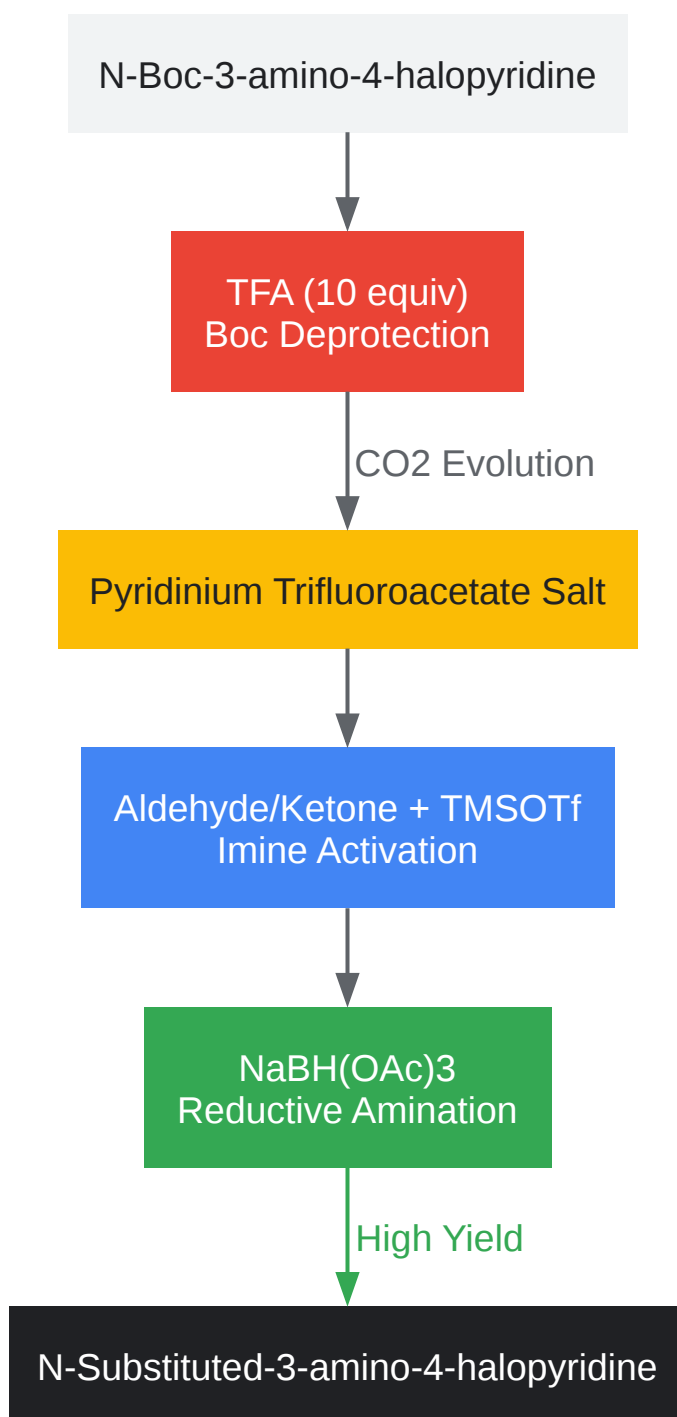 N-Boc-3-amino-4-halopyridine
TFA (10 equiv)
Boc Deprotection
CO2 Evolution
Pyridinium Trifluoroacetate Salt
Aldehyde/Ketone + TMSOTf
Imine Activation
NaBH(OAc)3
Reductive Amination
High Yield
N-Substituted-3-amino-4-halopyridine